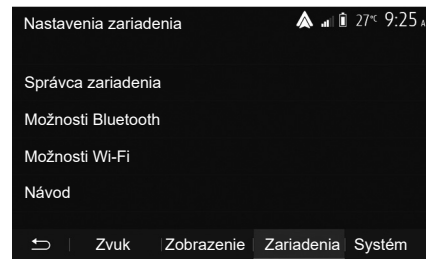 Nastavenia zariadenia 27°C 9:25 A
Správca zariadenia
Možnosti Bluetooth
Možnosti Wi-Fi
Návod
Zvuk Zobrazenie Zariadenia Systém